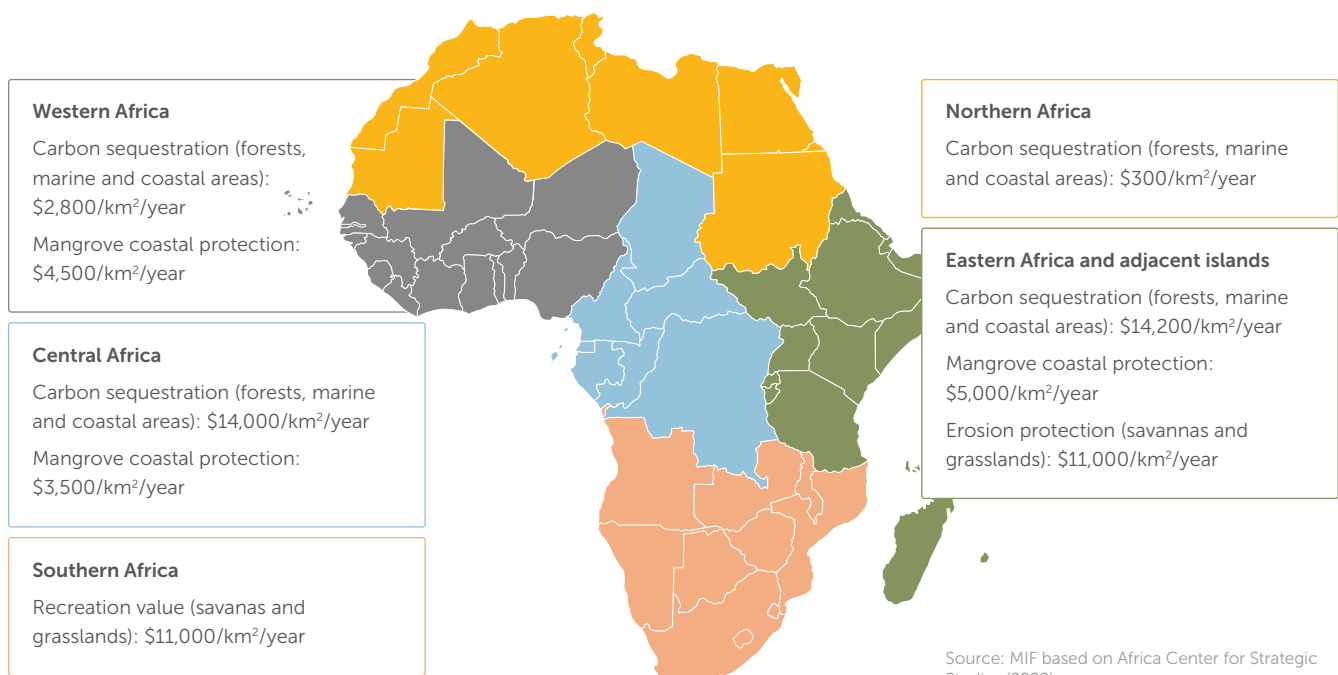 Western Africa
Carbon sequestration (forests,
marine and coastal areas):
$2,800/km²/year
Mangrove coastal protection:
$4,500/km²/year
Central Africa
Carbon sequestration (forests, marine
and coastal areas): $14,000/km²/year
Mangrove coastal protection:
$3,500/km²/year
Southern Africa
Recreation value (savanas and
grasslands): $11,000/km²/year
Northern Africa
Carbon sequestration (forests, marine
and coastal areas): $300/km²/year
Eastern Africa and adjacent islands
Carbon sequestration (forests, marine
and coastal areas): $14,200/km²/year
Mangrove coastal protection:
$5,000/km²/year
Erosion protection (savannas and
grasslands): $11,000/km²/year
Source: MIF based on Africa Center for Strategic